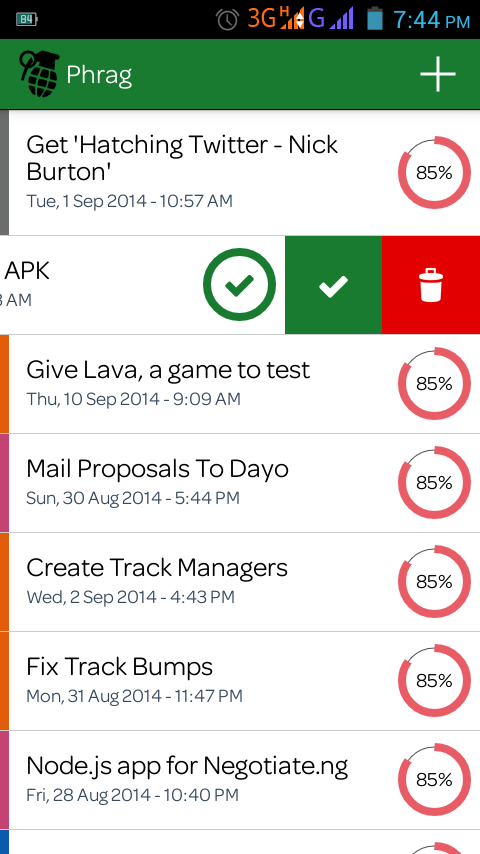 84
3G H G 7:44 PM
Phrag
Get 'Hatching Twitter - Nick
Burton'
Tue, 1 Sep 2014 - 10:57 AM
85%
APK
AM
Give Lava, a game to test
Thu, 10 Sep 2014 - 9:09 AM
85%
Mail Proposals To Dayo
Sun, 30 Aug 2014 - 5:44 PM
85%
Create Track Managers
Wed, 2 Sep 2014 - 4:43 PM
85%
Fix Track Bumps
Mon, 31 Aug 2014 - 11:47 PM
85%
Node.js app for Negotiate.ng
Fri, 28 Aug 2014 - 10:40 PM
85%